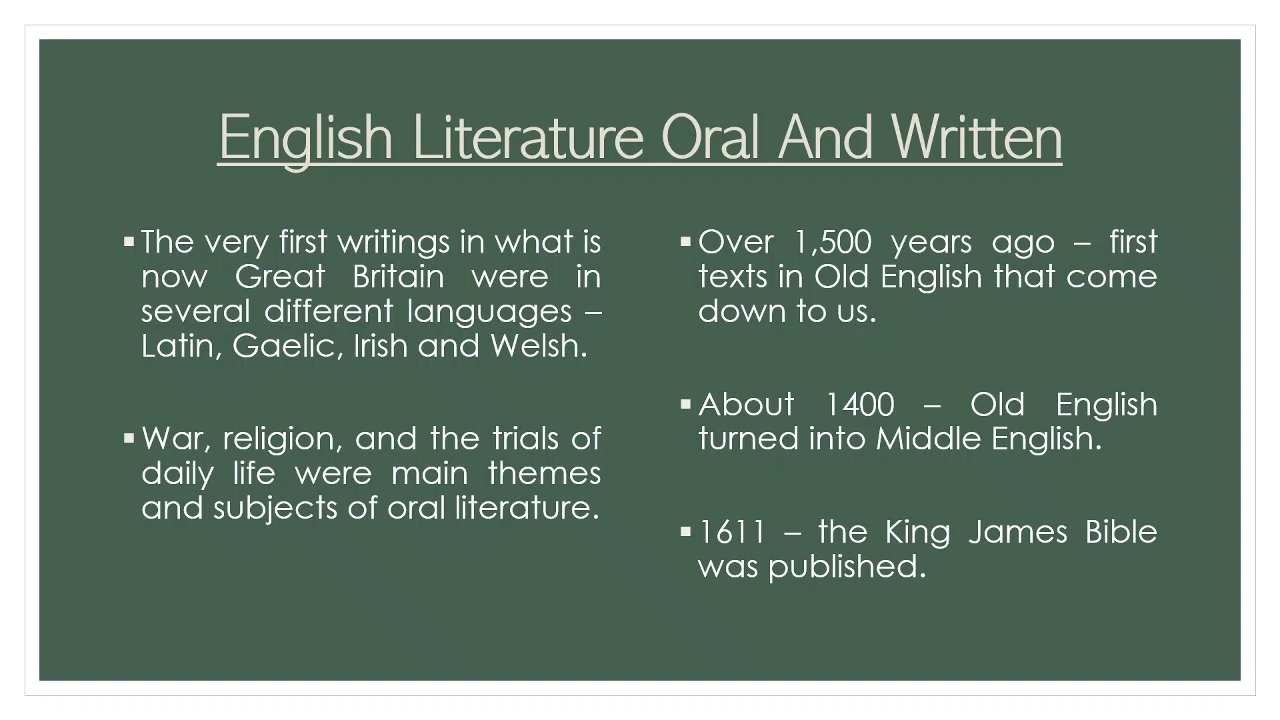 English Literature Oral And Written
▪ The very first writings in what is
now Great Britain were in
several different languages –
Latin, Gaelic, Irish and Welsh.
▪ War, religion, and the trials of
daily life were main themes
and subjects of oral literature.
▪ Over 1,500 years ago – first
texts in Old English that come
down to us.
▪ About 1400 – Old English
turned into Middle English.
▪ 1611 – the King James Bible
was published.